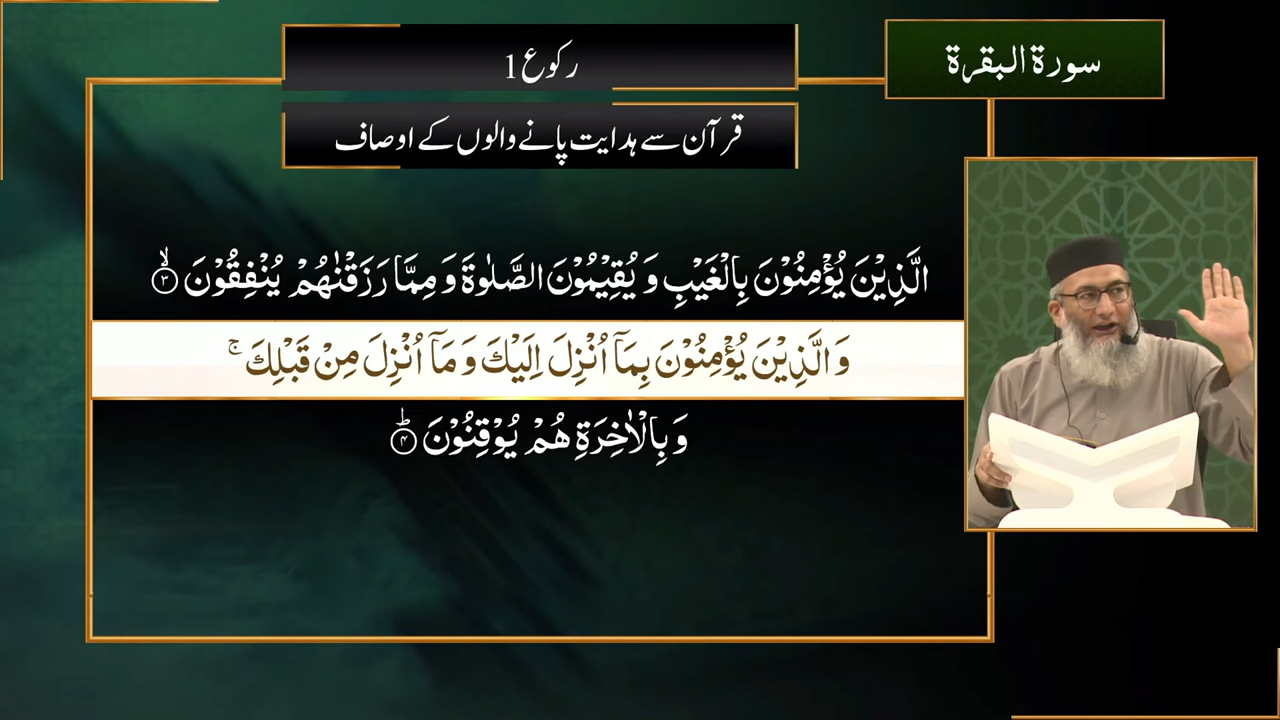 سورة البقرة
رکوع 1
قرآن سے ہدایت پانے والوں کے اوصاف
الَّذِیْنَ یُؤْمِنُوْنَ بِالْغَیْبِ وَ یُقِیْمُوْنَ الصَّلٰوةَ وَ مِمَّا رَزَقْنٰهُمْ یُنْفِقُوْنَۙ۝۳
وَ الَّذِیْنَ یُؤْمِنُوْنَ بِمَاۤ اُنْزِلَ اِلَیْكَ وَ مَاۤ اُنْزِلَ مِنْ قَبْلِكَۚ
وَ بِالْاٰخِرَةِ هُمْ یُوْقِنُوْنَؕ۝۴